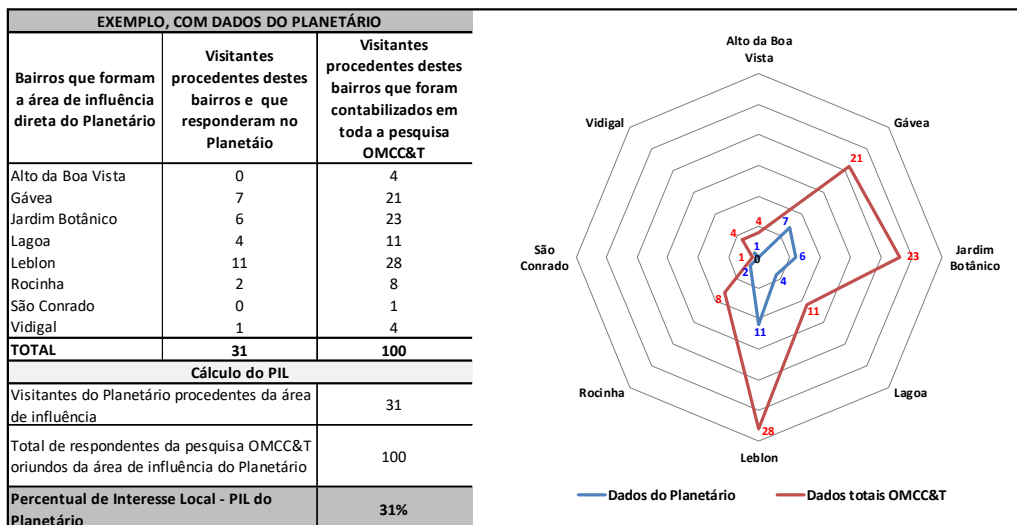 EXEMPLO, COM DADOS DO PLANETÁRIO
Bairros que formam
a área de influência
direta do Planetário
Visitantes
procedentes destes
bairros e que
responderam no
Planetáio
Visitantes
procedentes destes
bairros que foram
contabilizados em
toda a pesquisa
OMCC&T
Alto da Boa Vista 0 4
Gávea 7 21
Jardim Botânico 6 23
Lagoa 4 11
Leblon 11 28
Rocinha 2 8
São Conrado 0 1
Vidigal 1 4
TOTAL 31 100
Cálculo do PIL
Visitantes do Planetário procedentes da área
de influência
31
Total de respondentes da pesquisa OMCC&T
oriundos da área de influência do Planetário
100
Percentual de Interesse Local - PIL do
Planetário
31%
Alto da Boa
Vista
Vidigal
Gávea
21
4
4
7
1
São
Conrado
1
0
6
23
Jardim
Botânico
2
4
8
11
11
Rocinha
Lagoa
28
Leblon
Dados do Planetário
Dados totais OMCC&T